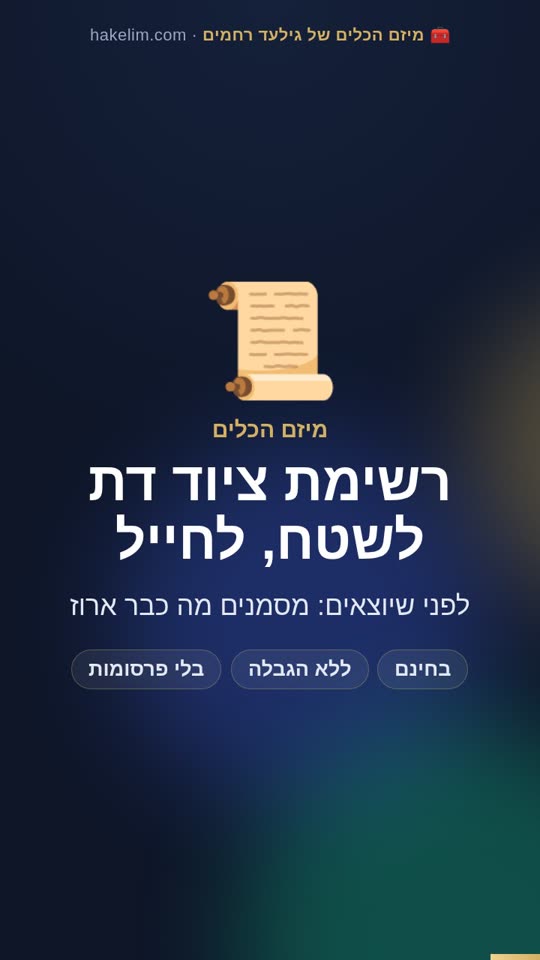 🧰 מיזם הכלים של גילעד רחמים · hakelim.com
מיזם הכלים
רשימת ציוד דת
לשטח, לחייל
לפני שיוצאים: מסמנים מה כבר ארוז
בחינם
ללא הגבלה
בלי פרסומות